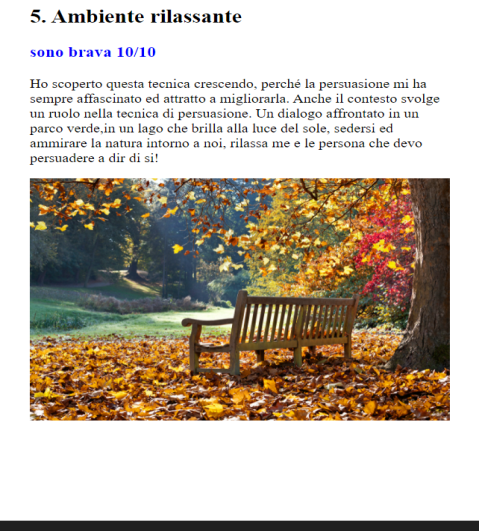 5. Ambiente rilassante
sono brava 10/10
Ho scoperto questa tecnica crescendo, perché la persuasione mi ha
sempre affascinato ed attratto a migliorarla. Anche il contesto svolge
un ruolo nella tecnica di persuasione. Un dialogo affrontato in un
parco verde,in un lago che brilla alla luce del sole, sedersi ed
ammirare la natura intorno a noi, rilassa me e le persona che devo
persuadere a dir di si!